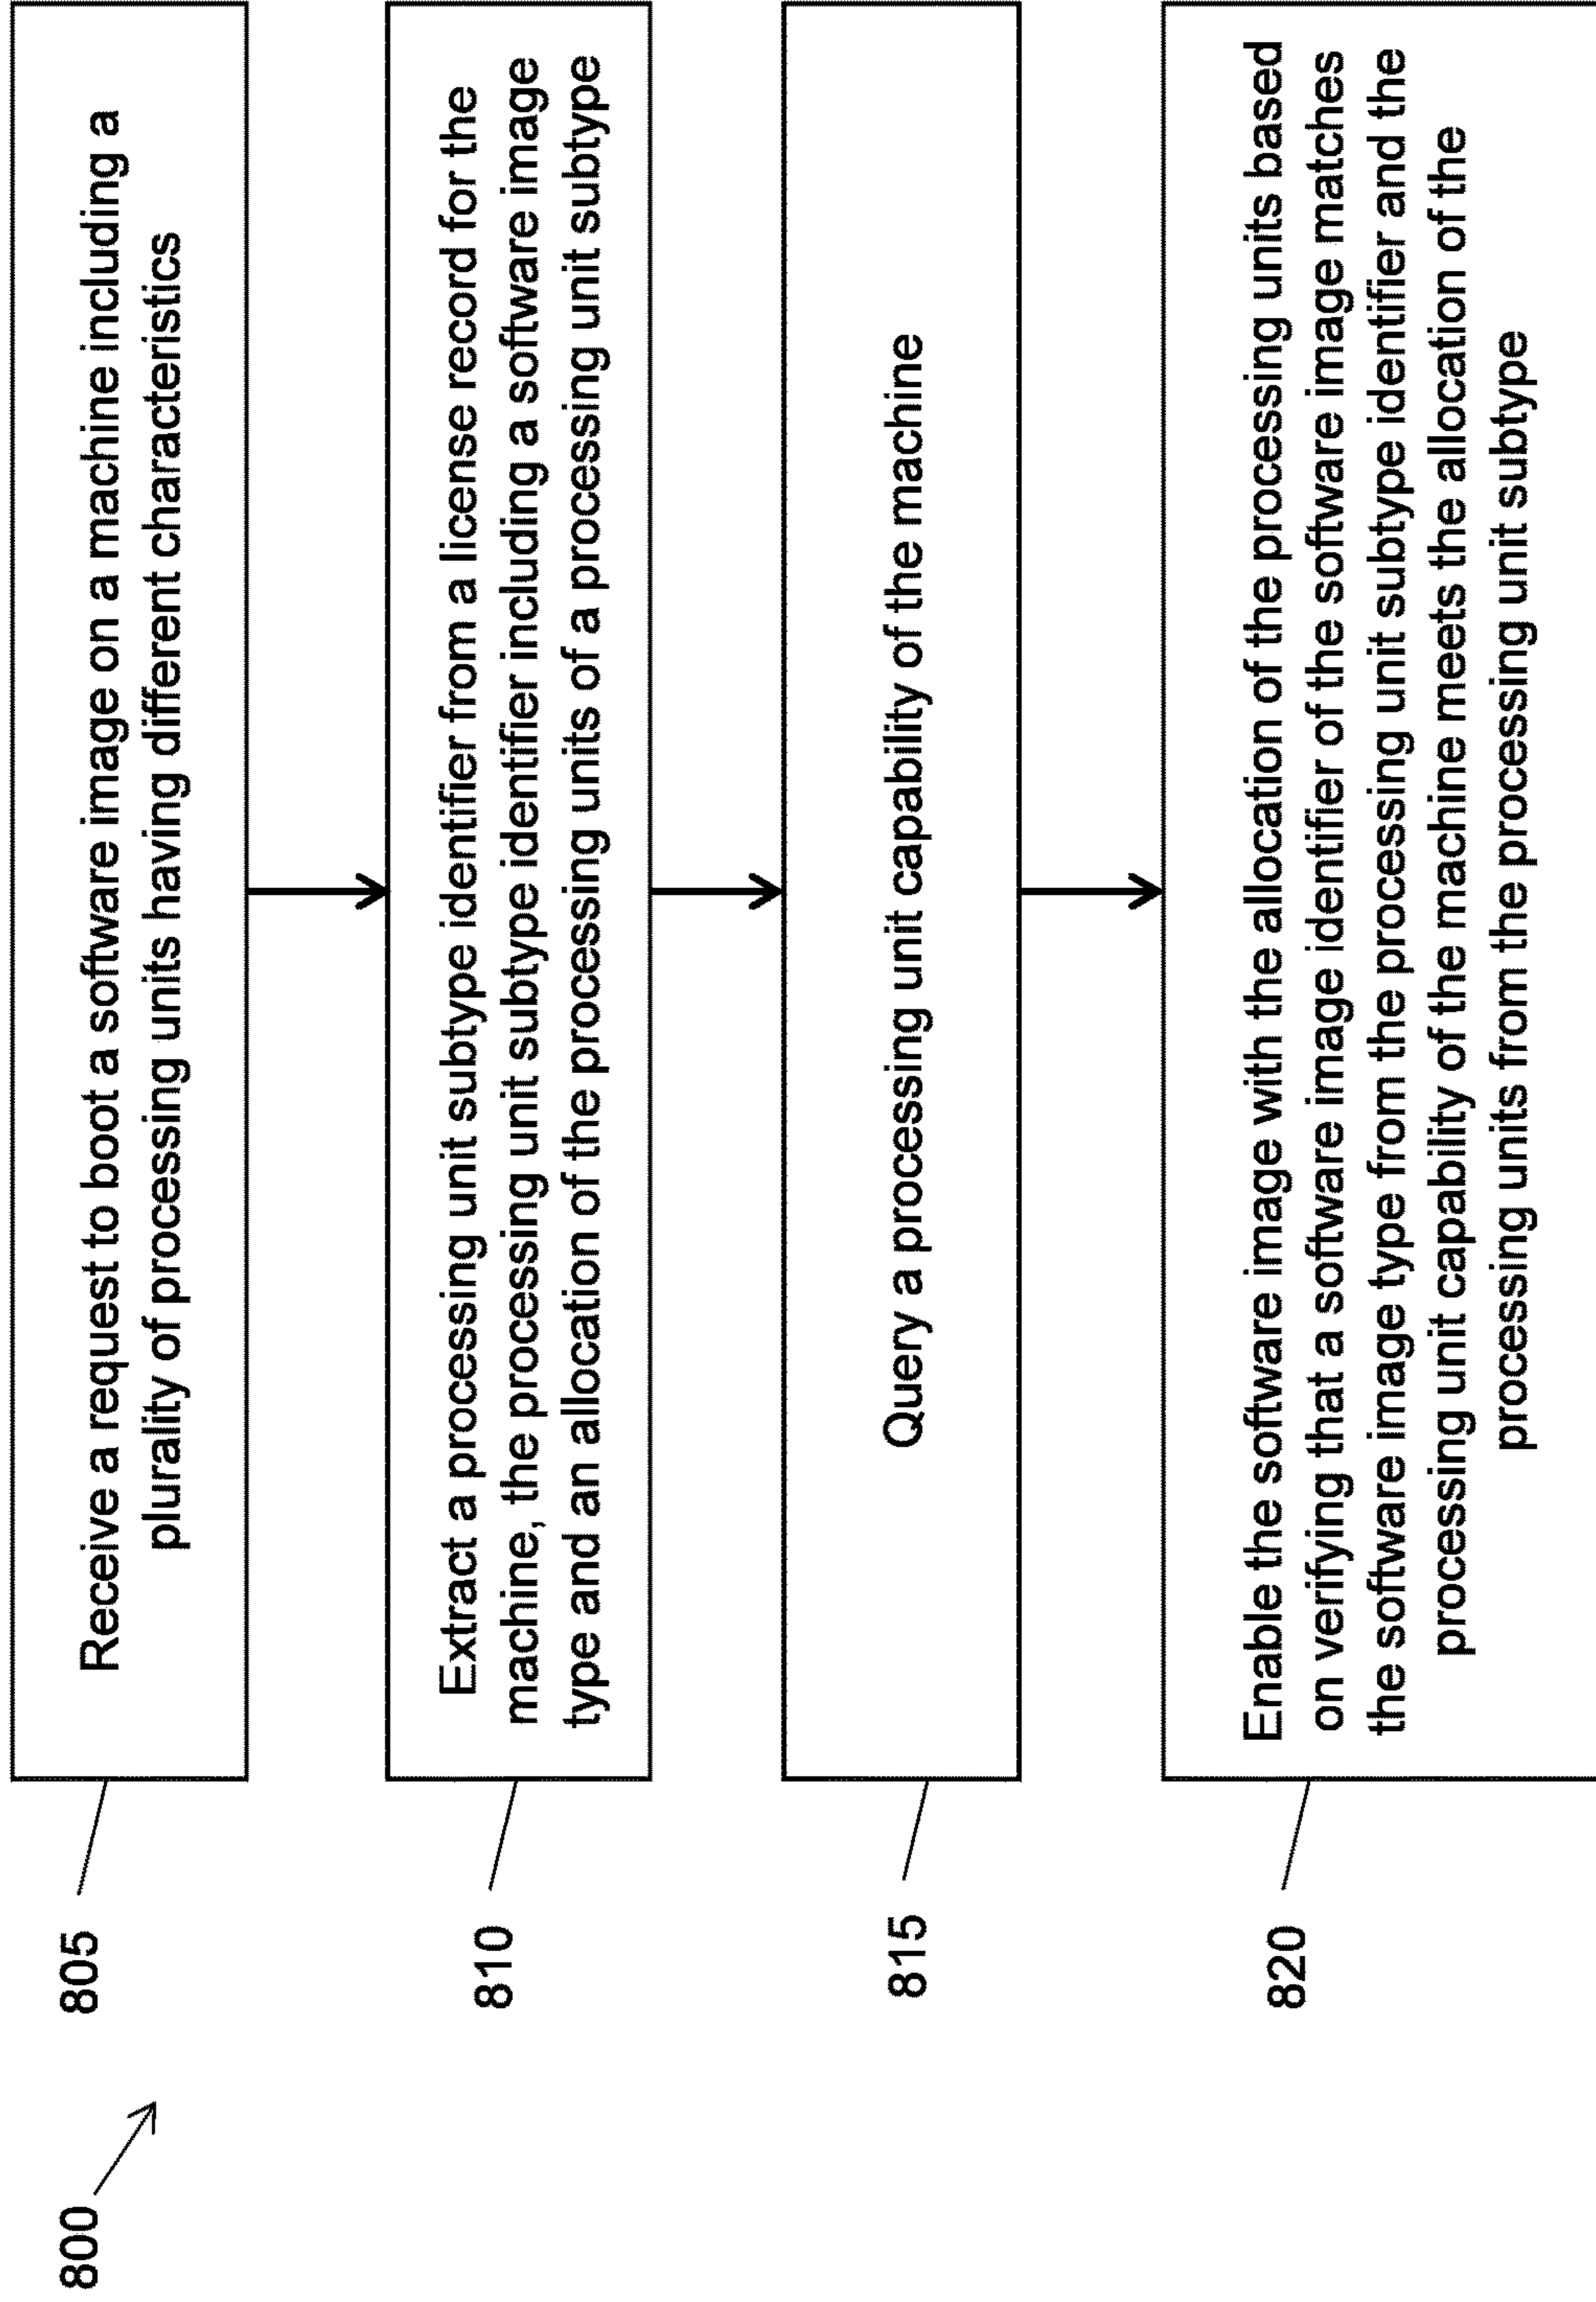 800
805
Receive a request to boot a software image on a machine including a
plurality of processing units having different characteristics
810
Extract a processing unit subtype identifier from a license record for the
machine, the processing unit subtype identifier including a software image
type and an allocation of the processing units of a processing unit subtype
815
Query a processing unit capability of the machine
820
Enable the software image with the allocation of the processing units based
on verifying that a software image identifier of the software image matches
the software image type from the processing unit subtype identifier and the
processing unit capability of the machine meets the allocation of the
processing units from the processing unit subtype